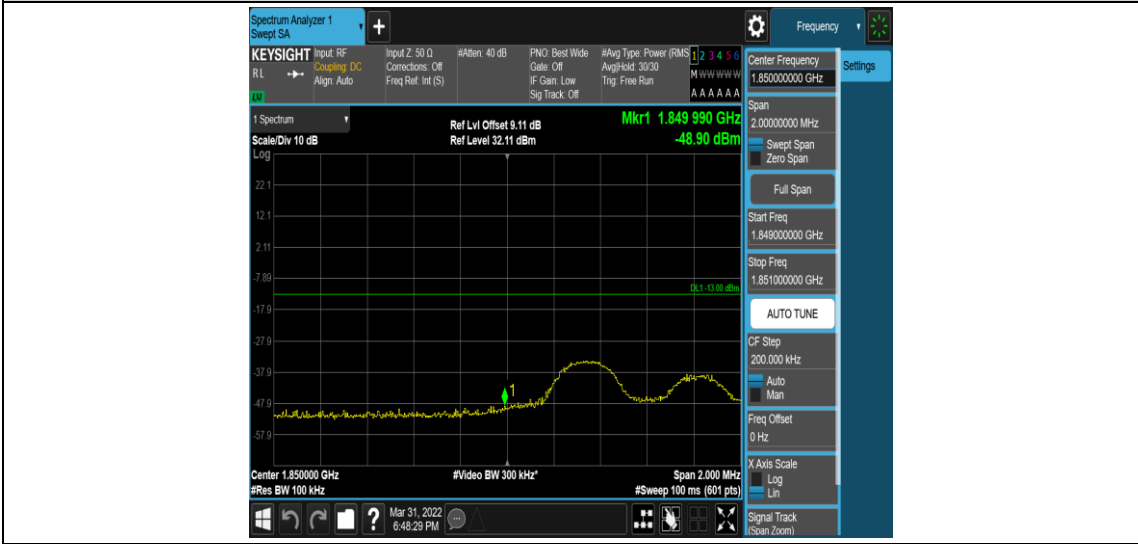 Spectrum Analyzer 1
Swept SA
+
Frequency
KEYSIGHT
Input: RF
Coupling: DC
Align: Auto
Input Z: 50 Ω
Corrections: Off
Freq Ref: Int (S)
#Atten: 40 dB
PNO: Best Wide
Gate: Off
IF Gain: Low
Sig Track: Off
#Avg Type: Power (RMS
Avg|Hold: 30/30
Trig: Free Run
1 2 3 4 5 6
M W W W W W
A A A A A A
RL
1 Spectrum
Scale/Div 10 dB
Ref Lvl Offset 9.11 dB
Ref Level 32.11 dBm
Mkr1 1.849 990 GHz
-48.90 dBm
Log
22.1
12.1
2.11
-7.89
-17.9
-27.9
-37.9
-47.9
-57.9
DL1 -13.00 dBm
1
Center 1.850000 GHz
#Res BW 100 kHz
#Video BW 300 kHz*
Span 2.000 MHz
#Sweep 100 ms (601 pts)
?
Mar 31, 2022
6:48:29 PM
Center Frequency
1.850000000 GHz
Settings
Span
2.00000000 MHz
Swept Span
Zero Span
Full Span
Start Freq
1.849000000 GHz
Stop Freq
1.851000000 GHz
AUTO TUNE
CF Step
200.000 kHz
Auto
Man
Freq Offset
0 Hz
X Axis Scale
Log
Lin
Signal Track
(Span Zoom)